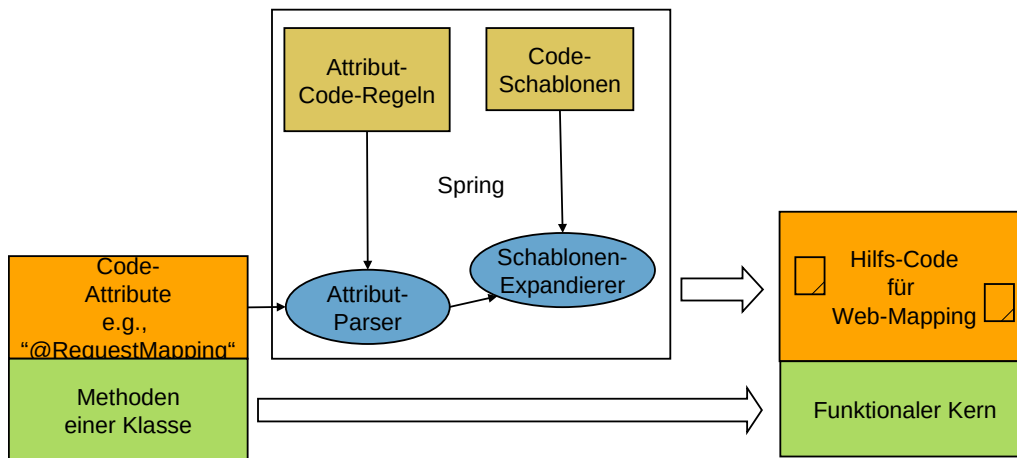 Attribut-
Code-Regeln
Code-
Schablonen
Spring
Code-
Attribute
e.g.,
“@RequestMapping“
Attribut-
Parser
Schablonen-
Expandierer
Hilfs-Code
für
Web-Mapping
Methoden
einer Klasse
Funktionaler Kern